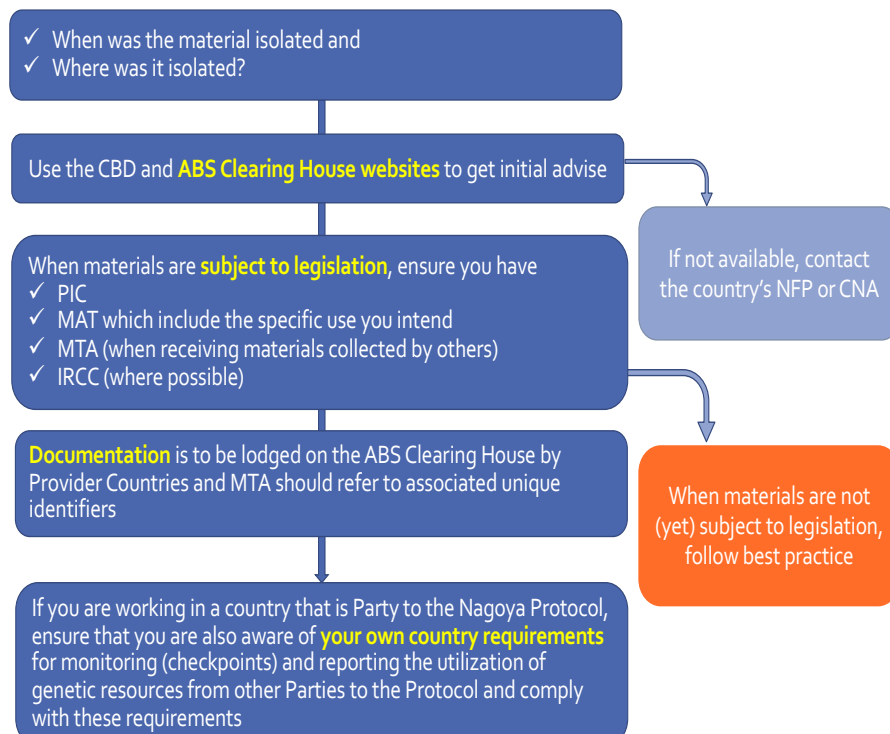 ✓ When was the material isolated and
✓ Where was it isolated?
Use the CBD and ABS Clearing House websites to get initial advise
If not available, contact
the country's NFP or CNA
When materials are subject to legislation, ensure you have
✓ PIC
✓ MAT which include the specific use you intend
✓ MTA (when receiving materials collected by others)
✓ IRCC (where possible)
When materials are not
(yet) subject to legislation,
follow best practice
Documentation is to be lodged on the ABS Clearing House by
Provider Countries and MTA should refer to associated unique
identifiers
If you are working in a country that is Party to the Nagoya Protocol,
ensure that you are also aware of your own country requirements
for monitoring (checkpoints) and reporting the utilization of
genetic resources from other Parties to the Protocol and comply
with these requirements